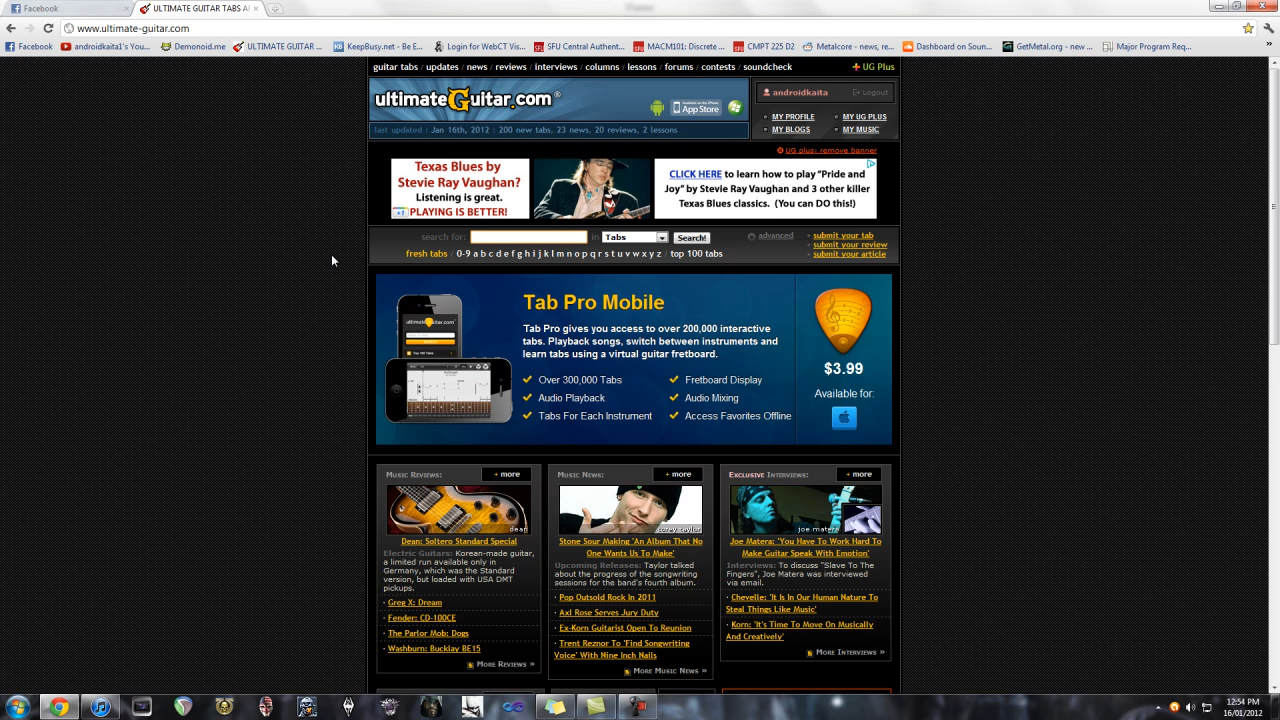 Facebook
ULTIMATE GUITAR TABS A
www.ultimate-guitar.com
Facebook
androidkaita1's You...
Demonoid.me
ULTIMATE GUITAR ...
KeepBusy.net - Be E...
Login for WebCT Vis...
SFU Central Authent...
MACM101: Discrete ...
CMPT 225 D2
Metalcore - news, re...
Dashboard on Soun...
GetMetal.org - new ...
Major Program Req...
guitar tabs / updates / news / reviews / interviews / columns / lessons / forums / contests / soundcheck
+ UG Plus
ultimateGuitar.com®
Available on the iPhone
App Store
last updated : Jan 16th, 2012 : 200 new tabs, 23 news, 20 reviews, 2 lessons
androidkaita
Logout
MY PROFILE
MY UG PLUS
MY BLOGS
MY MUSIC
UG plus: remove banner
Texas Blues by
Stevie Ray Vaughan?
Listening is great.
PLAYING IS BETTER!
+1
CLICK HERE to learn how to play "Pride and
Joy" by Stevie Ray Vaughan and 3 other killer
Texas Blues classics. (You can DO this!)
search for:
in
Tabs
Search!
advanced
+ submit your tab
+ submit your review
+ submit your article
fresh tabs / 0-9 a b c d e f g h i j k l m n o p q r s t u v w x y z / top 100 tabs
Tab Pro Mobile
Tab Pro gives you access to over 200,000 interactive
tabs. Playback songs, switch between instruments and
learn tabs using a virtual guitar fretboard.
Over 300,000 Tabs
Fretboard Display
Audio Playback
Audio Mixing
Tabs For Each Instrument
Access Favorites Offline
$3.99
Available for:
ultimate-guitar.com
Top 100 Tabs
Music Reviews:
+ more
dean
Dean: Soltero Standard Special
Electric Guitars: Korean-made guitar,
a limited run available only in
Germany, which was the Standard
version, but loaded with USA DMT
pickups.
· Greg X: Dream
· Fender: CD-100CE
· The Parlor Mob: Dogs
· Washburn: Bucklay BE15
More Reviews »
Music News:
+ more
corey taylor
Stone Sour Making 'An Album That No
One Wants Us To Make'
Upcoming Releases: Taylor talked
about the progress of the songwriting
sessions for the band's fourth album.
· Pop Outsold Rock In 2011
· Axl Rose Serves Jury Duty
· Ex-Korn Guitarist Open To Reunion
· Trent Reznor To 'Find Songwriting
Voice' With Nine Inch Nails
More Music News »
Exclusive Interviews:
+ more
joe matera
Joe Matera: 'You Have To Work Hard To
Make Guitar Speak With Emotion'
Interviews: To discuss "Slave To The
Fingers", Joe Matera was interviewed
via email.
· Chevelle: 'It Is In Our Human Nature To
Steal Things Like Music'
· Korn: 'It's Time To Move On Musically
And Creatively'
More Interviews »
12:54 PM
16/01/2012